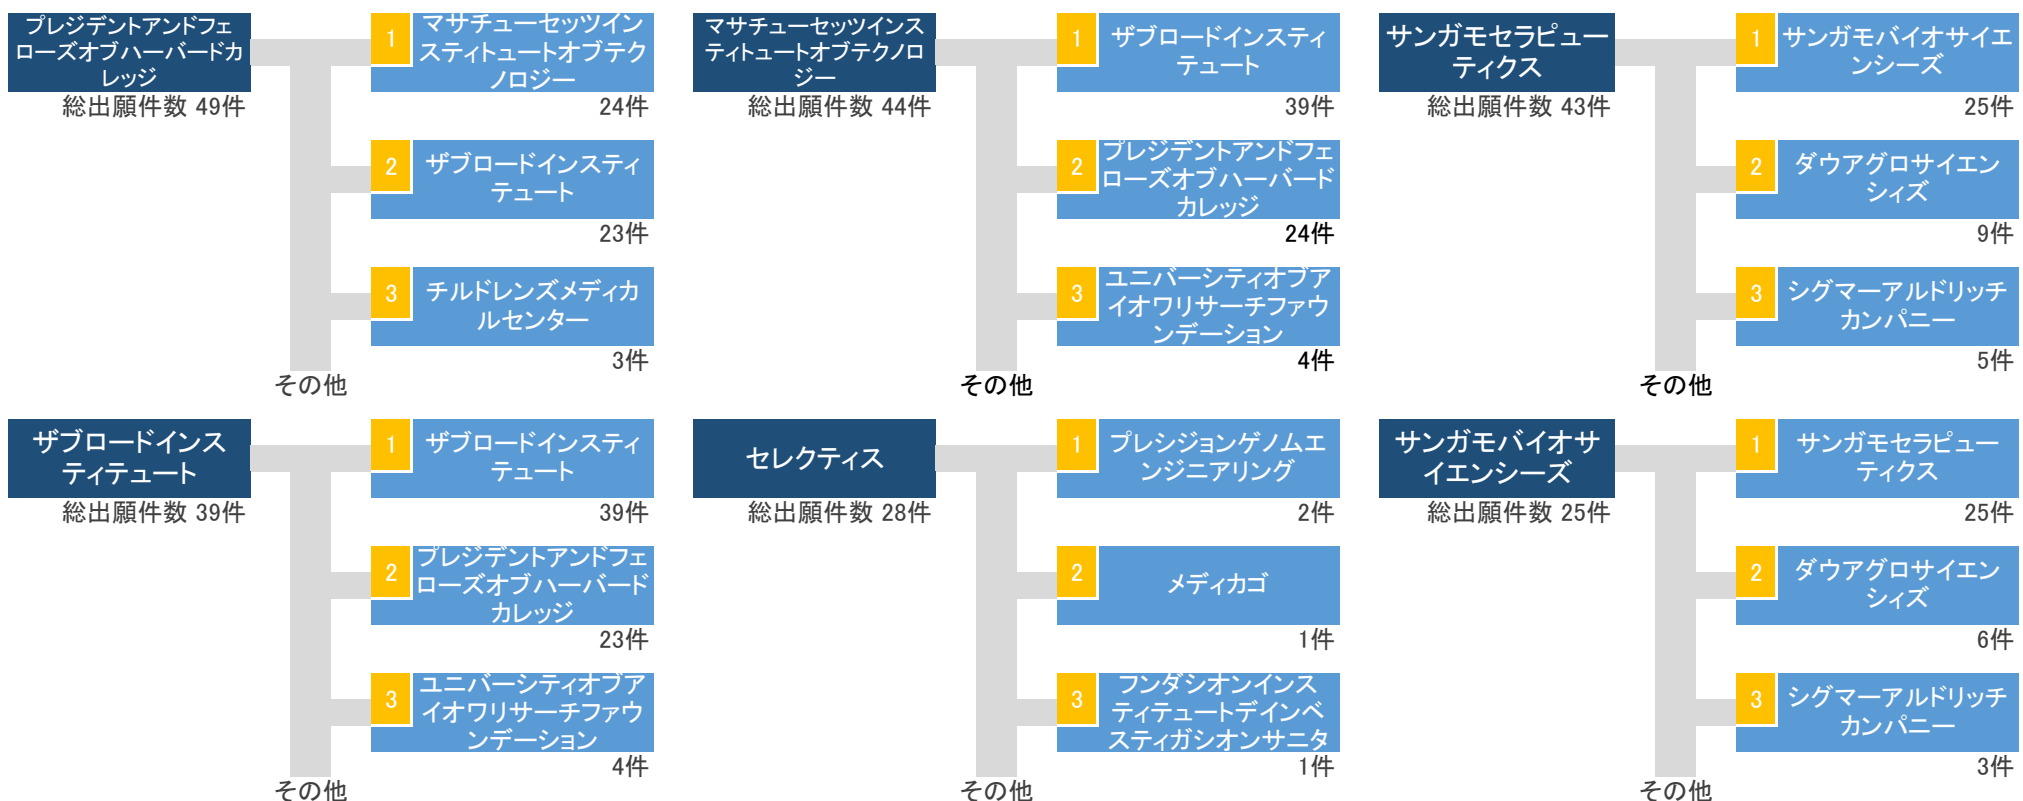 プレジデントアンドフェ
ローズオブハーバードカ
レッジ
総出願件数 49件
1
マサチューセッツイン
スティトュートオブテク
ノロジー
24件
2
ザブロードインスティ
テュート
23件
3
チルドレンズメディカ
ルセンター
3件
その他
マサチューセッツインス
ティトュートオブテクノロ
ジー
総出願件数 44件
1
ザブロードインスティ
テュート
39件
2
プレジデントアンドフェ
ローズオブハーバード
カレッジ
24件
3
ユニバーシティオブア
イオワリサーチファウ
ンデーション
4件
その他
サンガモセラピュー
ティクス
総出願件数 43件
1
サンガモバイオサイエ
ンシーズ
25件
2
ダウアグロサイエン
シィズ
9件
3
シグマーアルドリッチ
カンパニー
5件
その他
ザブロードインス
ティテュート
総出願件数 39件
1
ザブロードインスティ
テュート
39件
2
プレジデントアンドフェ
ローズオブハーバード
カレッジ
23件
3
ユニバーシティオブア
イオワリサーチファウ
ンデーション
4件
その他
セレクティス
総出願件数 28件
1
プレシジョンゲノムエ
ンジニアリング
2件
2
メディカゴ
1件
3
フンダシオンインス
ティテュートデインベ
スティガシオンサニタ
1件
その他
サンガモバイオサ
イエンシーズ
総出願件数 25件
1
サンガモセラピュー
ティクス
25件
2
ダウアグロサイエン
シィズ
6件
3
シグマーアルドリッチ
カンパニー
3件
その他